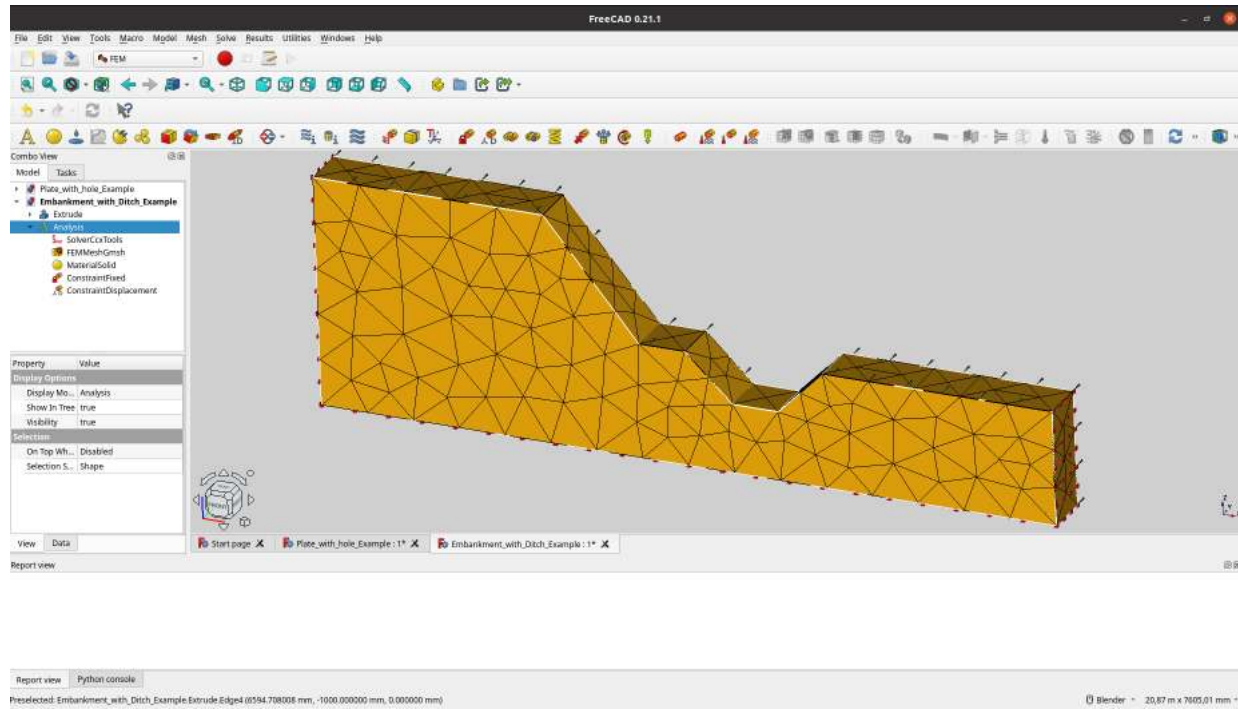 FreeCAD 0.21.1
File Edit View Tools Macro Model Mesh Solve Results Utilities Windows Help
FEM
Combo View
Model Tasks
Plate_with_hole_Example
Embankment_with_Ditch_Example
Extrude
Analysis
SolverCcxTools
FEMMeshGmsh
MaterialSolid
ConstraintFixed
ConstraintDisplacement
Property Value
Display Options
Display Mo... Analysis
Show In Tree true
Visibility true
Selection
On Top Wh... Disabled
Selection S... Shape
FRONT
View Data
Start page Plate_with_hole_Example : 1* Embankment_with_Ditch_Example : 1*
Report view
Report view Python console
Preselected: Embankment_with_Ditch_Example.Extrude.Edge4 (6594.708008 mm, -1000.000000 mm, 0.000000 mm) Blender 20,87 m x 7605,01 mm